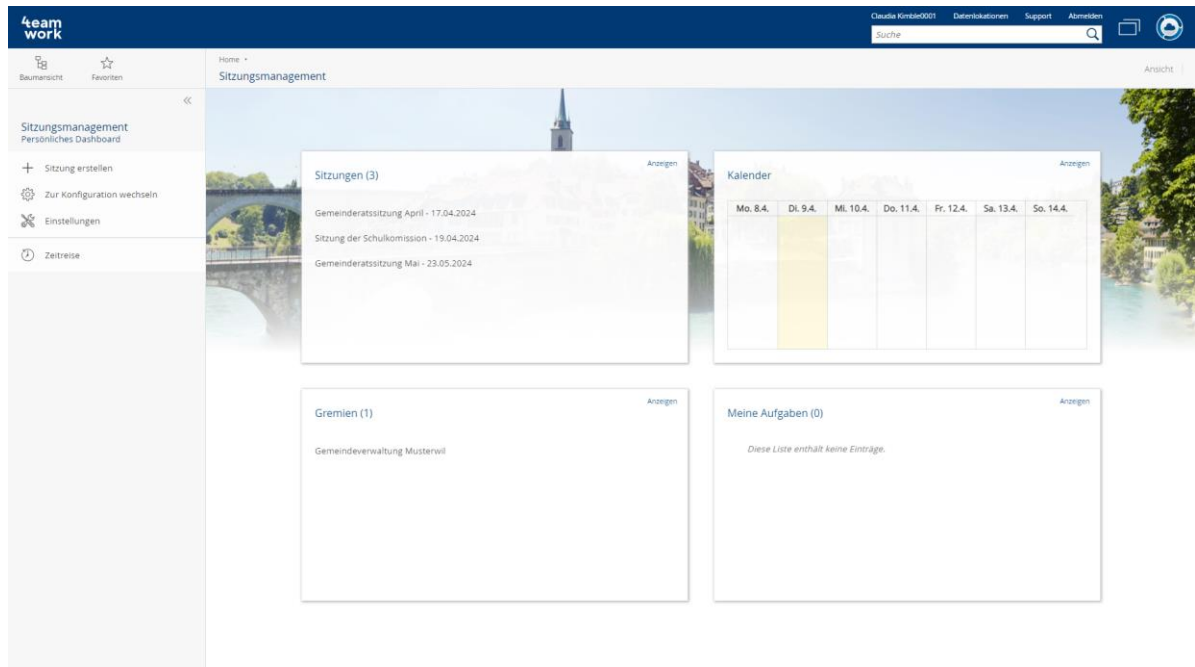 4team
work
Claudia Kimble0001 Datenlokationen Support Abmelden
Suche
Baumansicht Favoriten
Home
Sitzungsmanagement
Ansicht
Sitzungsmanagement
Persönliches Dashboard
Sitzung erstellen
Zur Konfiguration wechseln
Einstellungen
Zeitreise
Sitzungen (3)
Anzeigen
Gemeinderatssitzung April - 17.04.2024
Sitzung der Schulkomission - 19.04.2024
Gemeinderatssitzung Mai - 23.05.2024
Kalender
Anzeigen
Mo. 8.4. Di. 9.4. Mi. 10.4. Do. 11.4. Fr. 12.4. Sa. 13.4. So. 14.4.
Gremien (1)
Anzeigen
Gemeindeverwaltung Musterwil
Meine Aufgaben (0)
Anzeigen
Diese Liste enthält keine Einträge.